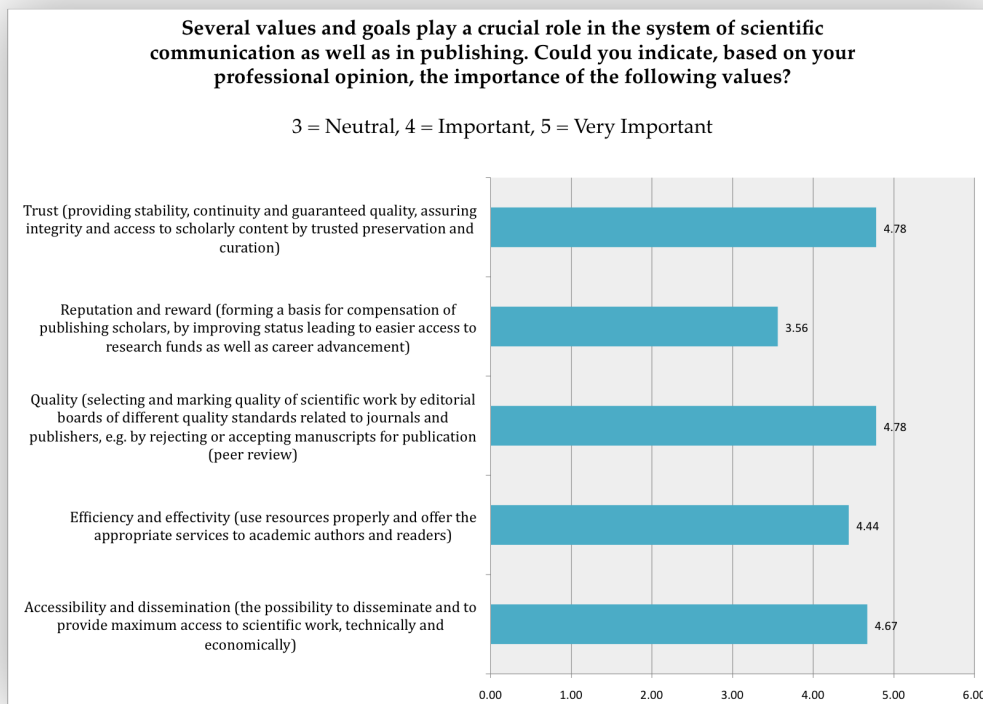 Several values and goals play a crucial role in the system of scientific
communication as well as in publishing. Could you indicate, based on your
professional opinion, the importance of the following values?
3 = Neutral, 4 = Important, 5 = Very Important
Trust (providing stability, continuity and guaranteed quality, assuring
integrity and access to scholarly content by trusted preservation and
curation)
4.78
Reputation and reward (forming a basis for compensation of
publishing scholars, by improving status leading to easier access to
research funds as well as career advancement)
3.56
Quality (selecting and marking quality of scientific work by editorial
boards of different quality standards related to journals and
publishers, e.g. by rejecting or accepting manuscripts for publication
(peer review)
4.78
Efficiency and effectivity (use resources properly and offer the
appropriate services to academic authors and readers)
4.44
Accessibility and dissemination (the possibility to disseminate and to
provide maximum access to scientific work, technically and
economically)
4.67
0.00 1.00 2.00 3.00 4.00 5.00 6.00